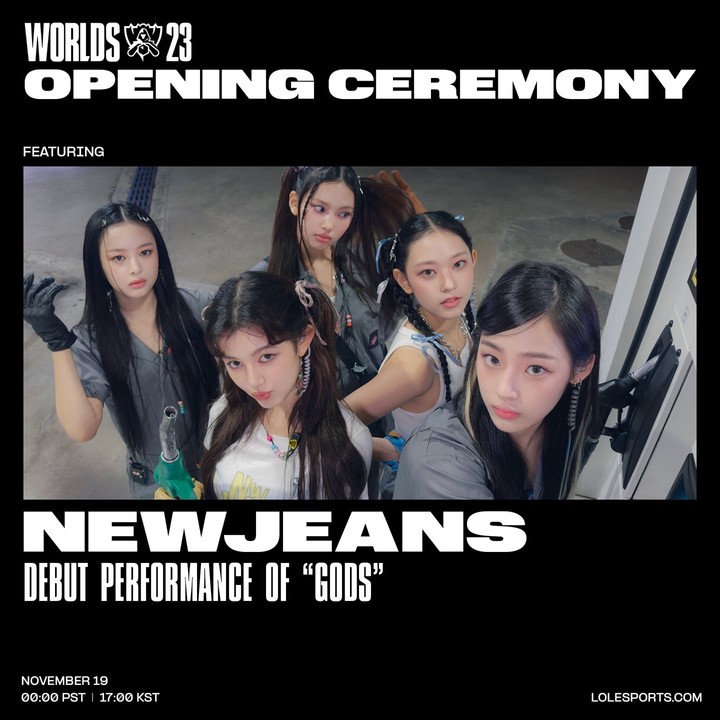 WORLDS 23
OPENING CEREMONY
FEATURING
NEWJEANS
DEBUT PERFORMANCE OF “GODS”
NOVEMBER 19
00:00 PST | 17:00 KST
LOLESPORTS.COM